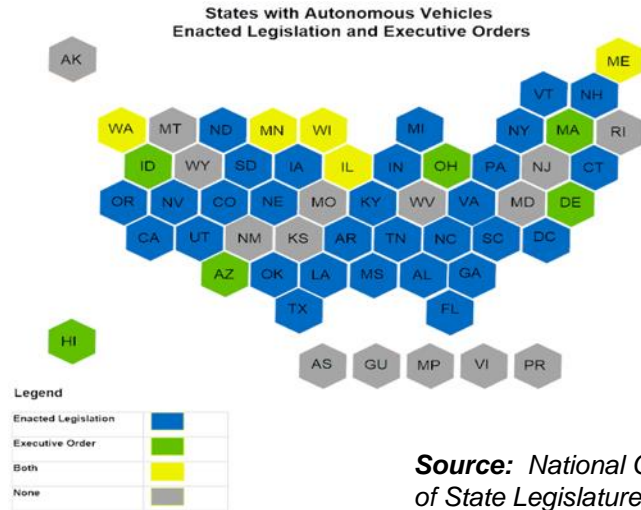 States with Autonomous Vehicles
Enacted Legislation and Executive Orders
AK
ME
VT NH
WA MT ND MN WI MI NY MA RI
ID WY SD IA IL IN OH PA NJ CT
OR NV CO NE MO KY WV VA MD DE
CA UT NM KS AR TN NC SC DC
AZ OK LA MS AL GA
TX FL
HI
AS GU MP VI PR
Legend
Enacted Legislation
Executive Order
Both
None
Source: National
of State Legislature